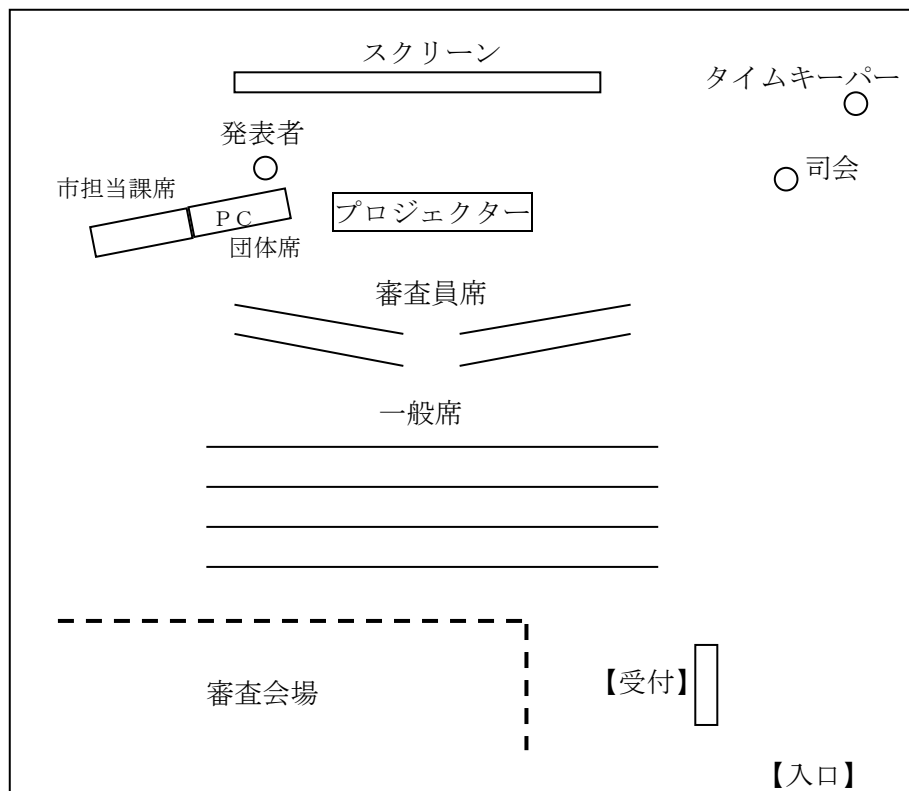 スクリーン
タイムキーパー
発表者
司会
市担当課席
ＰＣ
プロジェクター
団体席
審査員席
一般席
審査会場
【受付】
【入口】